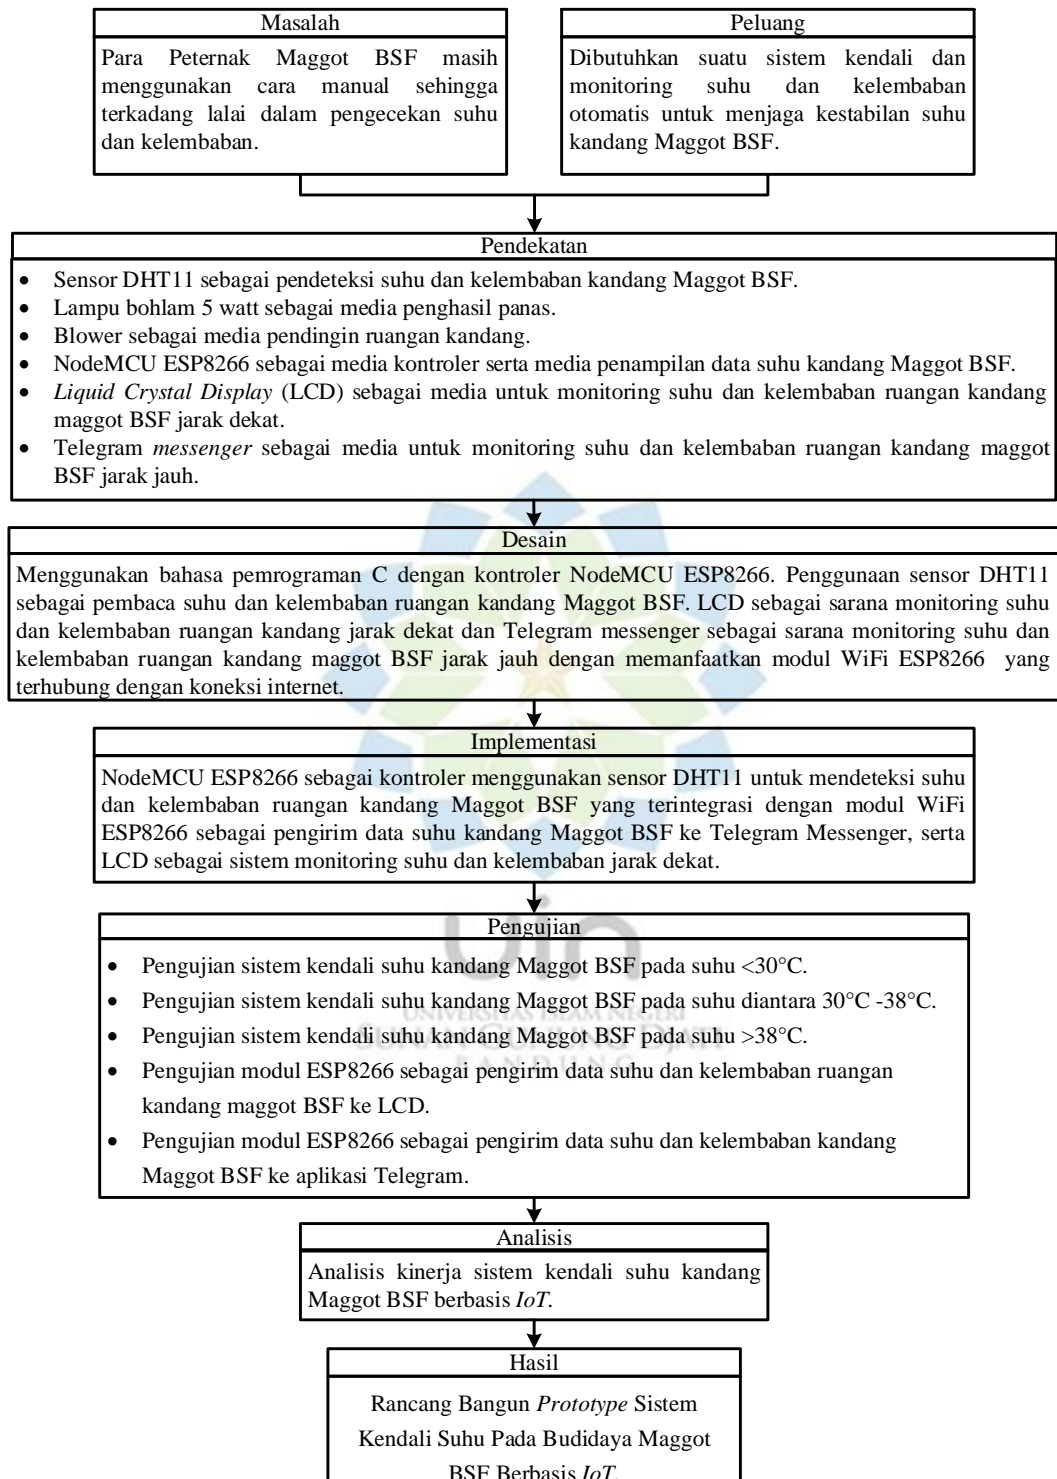 Masalah
Para Peternak Maggot BSF masih
menggunakan cara manual sehingga
terkadang lalai dalam pengecekan suhu
dan kelembaban.
Peluang
Dibutuhkan suatu sistem kendali dan
monitoring suhu dan kelembaban
otomatis untuk menjaga kestabilan suhu
kandang Maggot BSF.
Pendekatan
• Sensor DHT11 sebagai pendeteksi suhu dan kelembaban kandang Maggot BSF.
• Lampu bohlam 5 watt sebagai media penghasil panas.
• Blower sebagai media pendingin ruangan kandang.
• NodeMCU ESP8266 sebagai media kontroler serta media penampilan data suhu kandang Maggot BSF.
• Liquid Crystal Display (LCD) sebagai media untuk monitoring suhu dan kelembaban ruangan kandang
maggot BSF jarak dekat.
• Telegram messenger sebagai media untuk monitoring suhu dan kelembaban ruangan kandang maggot
BSF jarak jauh.
Desain
Menggunakan bahasa pemrograman C dengan kontroler NodeMCU ESP8266. Penggunaan sensor DHT11
sebagai pembaca suhu dan kelembaban ruangan kandang Maggot BSF. LCD sebagai sarana monitoring suhu
dan kelembaban ruangan kandang jarak dekat dan Telegram messenger sebagai sarana monitoring suhu dan
kelembaban ruangan kandang maggot BSF jarak jauh dengan memanfaatkan modul WiFi ESP8266 yang
terhubung dengan koneksi internet.
Implementasi
NodeMCU ESP8266 sebagai kontroler menggunakan sensor DHT11 untuk mendeteksi suhu
dan kelembaban ruangan kandang Maggot BSF yang terintegrasi dengan modul WiFi
ESP8266 sebagai pengirim data suhu kandang Maggot BSF ke Telegram Messenger, serta
LCD sebagai sistem monitoring suhu dan kelembaban jarak dekat.
uin
Pengujian
• Pengujian sistem kendali suhu kandang Maggot BSF pada suhu <30°C.
• Pengujian sistem kendali suhu kandang Maggot BSF pada suhu diantara 30°C -38°C.
UNIVERSITAS ISLAM NEGERI
• Pengujian sistem kendali suhu kandang Maggot BSF pada suhu >38°C.
SUNAN GUNUNG DJATI
BANDUNG
• Pengujian modul ESP8266 sebagai pengirim data suhu dan kelembaban ruangan
kandang maggot BSF ke LCD.
• Pengujian modul ESP8266 sebagai pengirim data suhu dan kelembaban kandang
Maggot BSF ke aplikasi Telegram.
Analisis
Analisis kinerja sistem kendali suhu kandang
Maggot BSF berbasis IoT.
Hasil
Rancang Bangun Prototype Sistem
Kendali Suhu Pada Budidaya Maggot
BSF Berbasis IoT.